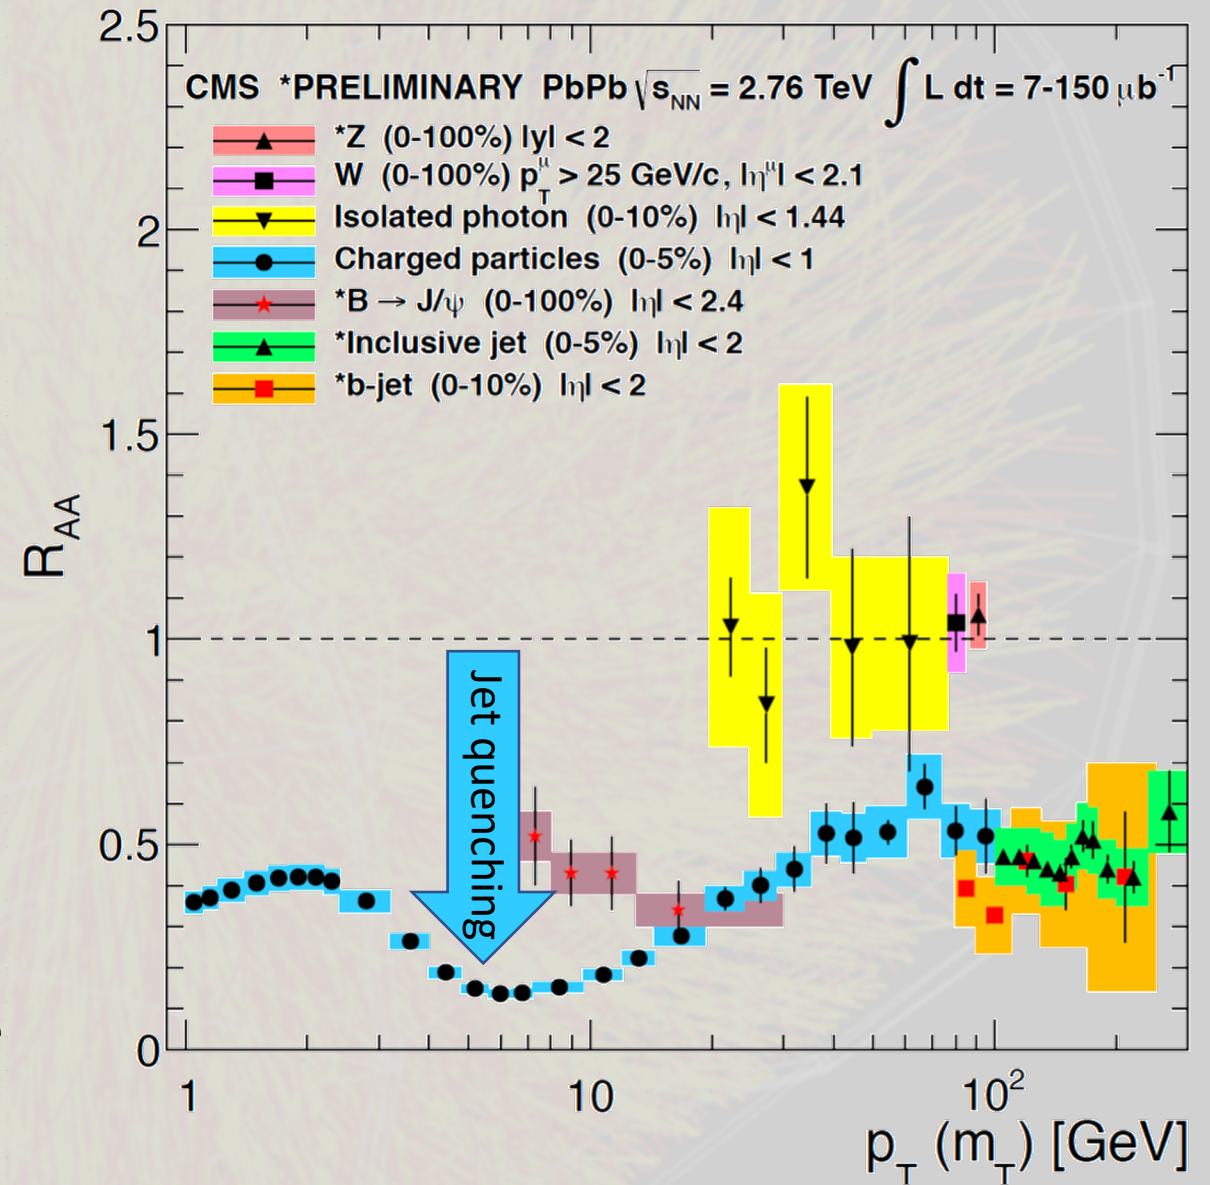 2.5
CMS *PRELIMINARY PbPb √sNN = 2.76 TeV ∫ L dt = 7-150 μb⁻¹
*Z (0-100%) |y| < 2
W (0-100%) pTμ > 25 GeV/c, |ημ| < 2.1
Isolated photon (0-10%) |η| < 1.44
2
Charged particles (0-5%) |η| < 1
*B → J/ψ (0-100%) |η| < 2.4
*Inclusive jet (0-5%) |η| < 2
*b-jet (0-10%) |η| < 2
1.5
RAA
1
Jet quenching
0.5
0
1 10 10²
pT (mT) [GeV]